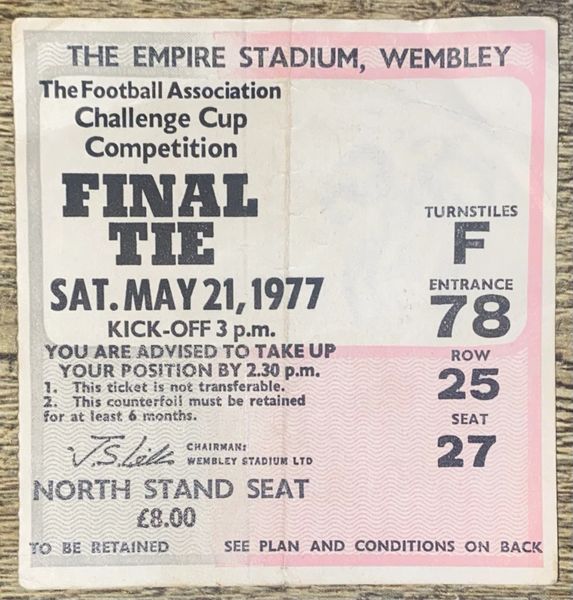 THE EMPIRE STADIUM, WEMBLEY
The Football Association
Challenge Cup
Competition
FINAL
TIE
SAT. MAY 21, 1977
KICK-OFF 3 p.m.
YOU ARE ADVISED TO TAKE UP
YOUR POSITION BY 2.30 p.m.
1. This ticket is not transferable.
2. This counterfoil must be retained
for at least 6 months.
CHAIRMAN:
WEMBLEY STADIUM LTD
NORTH STAND SEAT
£8.00
TURNSTILES
F
ENTRANCE
78
ROW
25
SEAT
27
TO BE RETAINED
SEE PLAN AND CONDITIONS ON BACK